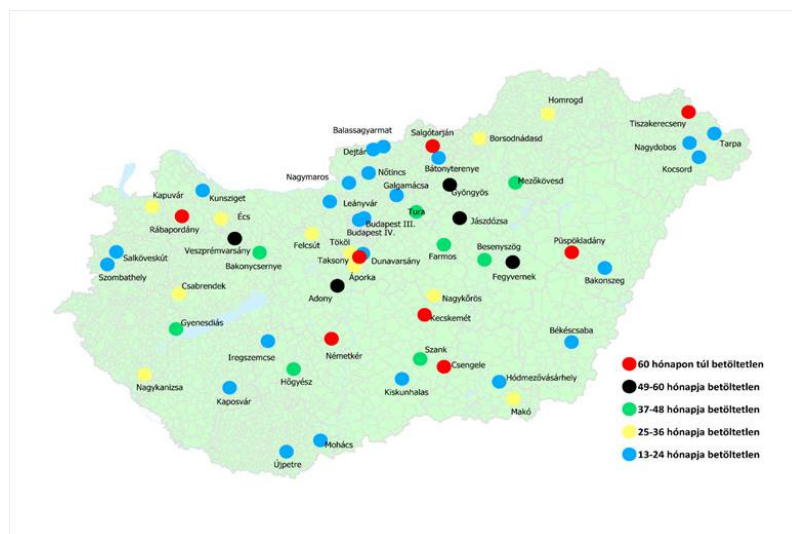 Homrogd
Balassagyarmat
Salgótarján
Tiszakerecseny
Borsodnádasd
Dejtár
Tarpa
Nagydobos
Bátonyterenye
Kocsord
Nőtincs
Nagymaros
Mezőkövesd
Galgamácsa
Gyöngyös
Kapuvár
Kunsziget
Leányvár
Écs
Tura
Jászdózsa
Rábapordány
Budapest III.
Budapest IV.
Felcsút
Tököl
Veszprémvarsány
Besenyszög
Püspökladány
Salköveskút
Bakonycsernye
Farmos
Taksony
Dunavarsány
Szombathely
Áporka
Fegyvernek
Bakonszeg
Csabrendek
Adony
Nagykőrös
Kecskemét
Gyenesdiás
Békéscsaba
Iregszemcse
Németkér
Szank
Csengele
Hőgyész
Hódmezővásárhely
Nagykanizsa
Kaposvár
Kiskunhalas
Makó
Mohács
Újpetre
60 hónapon túl betöltetlen
49-60 hónapja betöltetlen
37-48 hónapja betöltetlen
25-36 hónapja betöltetlen
13-24 hónapja betöltetlen